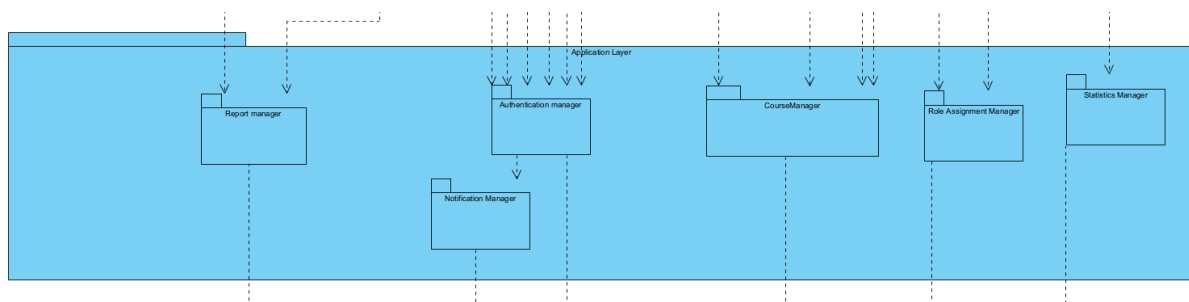 Application Layer
Report manager
Authentication manager
CourseManager
Role Assignment Manager
Statistics Manager
Notification Manager